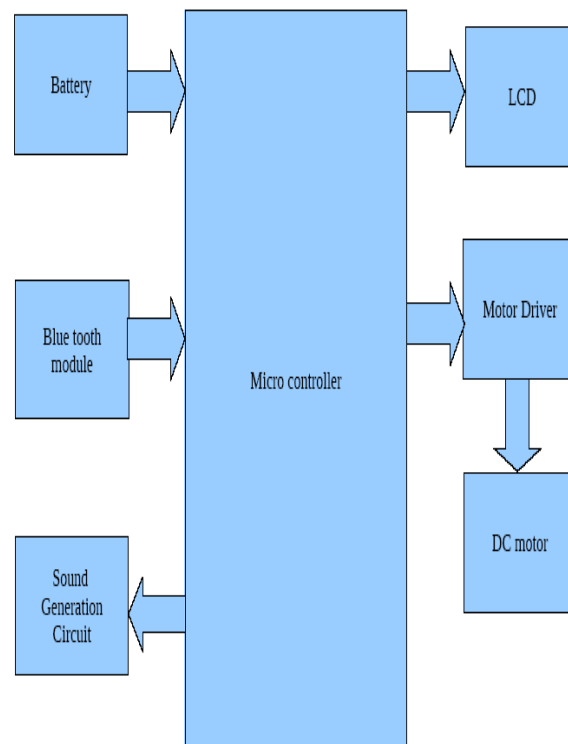 Battery
LCD
Blue tooth
module
Micro controller
Motor Driver
Sound
Generation
Circuit
DC motor